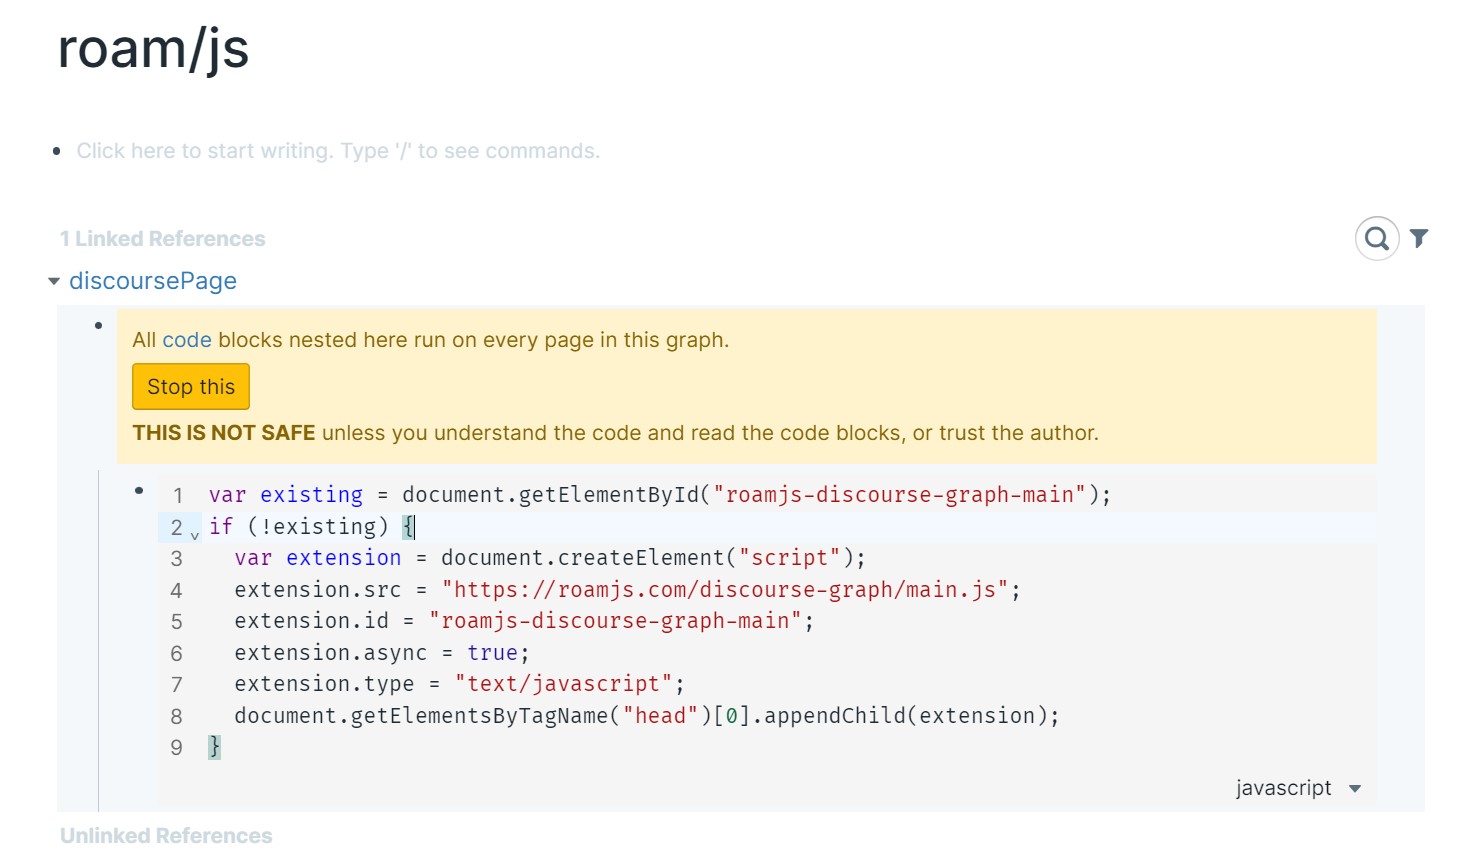 roam/js
Click here to start writing. Type '/' to see commands.
1 Linked References
discoursePage
All code blocks nested here run on every page in this graph.
Stop this
THIS IS NOT SAFE unless you understand the code and read the code blocks, or trust the author.
1 var existing = document.getElementById("roamjs-discourse-graph-main");
2 if (!existing) {
3 var extension = document.createElement("script");
4 extension.src = "https://roamjs.com/discourse-graph/main.js";
5 extension.id = "roamjs-discourse-graph-main";
6 extension.async = true;
7 extension.type = "text/javascript";
8 document.getElementsByTagName("head")[0].appendChild(extension);
9 }
javascript
Unlinked References